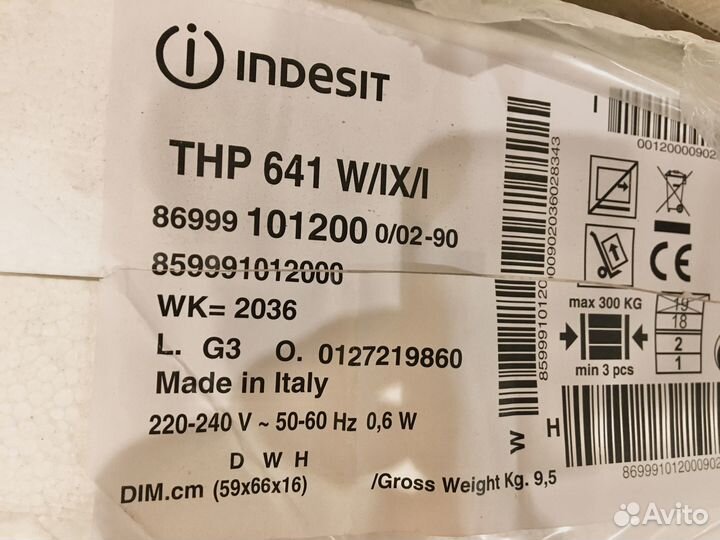 INDESIT
THP 641 W/IX/I
86999 101200 0/02-90
859991012000
WK= 2036
L. G3 O. 0127219860
Made in Italy
220-240 V ~ 50-60 Hz 0,6 W
D W H
DIM.cm (59x66x16)
/Gross Weight Kg. 9,5
00120000902
CE
max 300 KG
min 3 pcs
19
18
2
1
W H
869991012000902
Avito